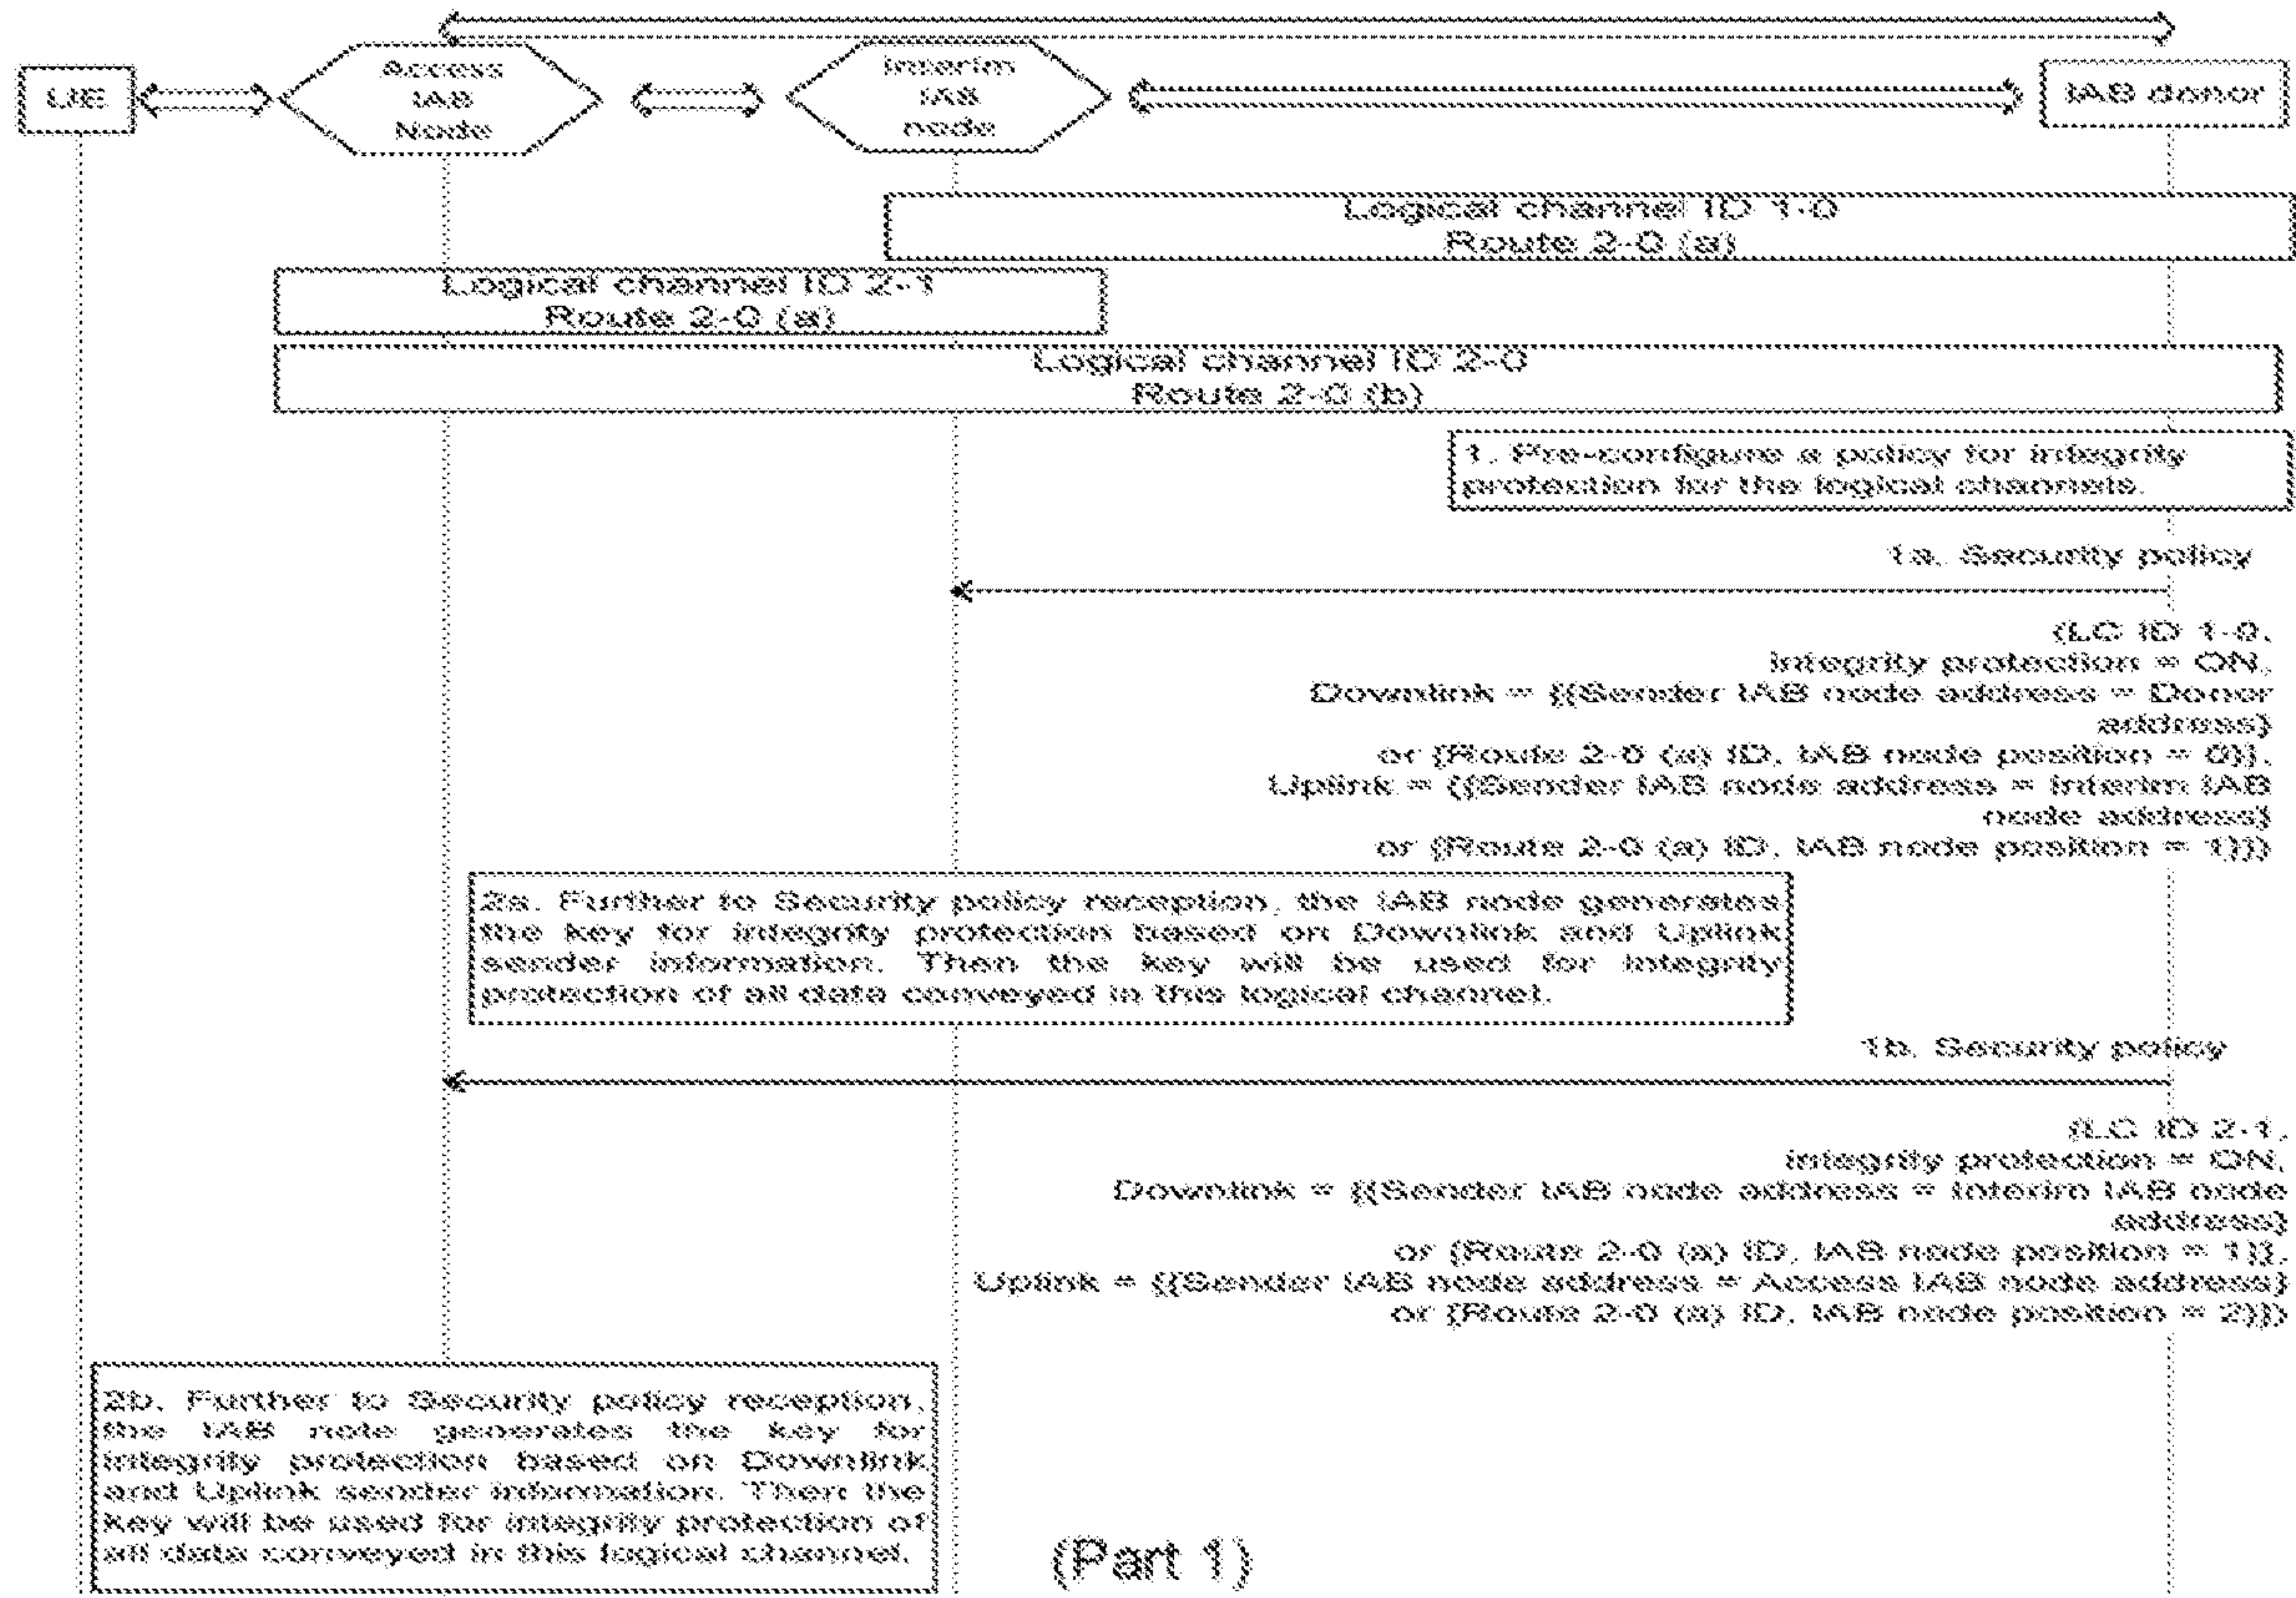 UE
Access
IAB
Node
Interim
IAB
node
IAB donor
Logical channel ID 1-0
Route 2-0 (a)
Logical channel ID 2-1
Route 2-0 (a)
Logical channel ID 2-0
Route 2-0 (b)
1. Pre-configure a policy for integrity
protection for the logical channels.
1a. Security policy
(LC ID 1-0,
integrity protection = ON,
Downlink = {(Sender IAB node address = Donor
address}
or {Route 2-0 (a) ID, IAB node position = 0)},
Uplink = {(Sender IAB node address = Interim IAB
node address}
or {Route 2-0 (a) ID, IAB node position = 1)})
2a. Further to Security policy reception, the IAB node generates
the key for integrity protection based on Downlink and Uplink
sender information. Then the key will be used for integrity
protection of all data conveyed in this logical channel.
1b. Security policy
(LC ID 2-1,
integrity protection = ON,
Downlink = {(Sender IAB node address = Interim IAB node
address}
or {Route 2-0 (a) ID, IAB node position = 1)},
Uplink = {(Sender IAB node address = Access IAB node address}
or {Route 2-0 (a) ID, IAB node position = 2)})
2b. Further to Security policy reception,
the IAB note generates the key for
integrity protection based on Downlink
and Uplink sender information. Then the
key will be used for integrity protection of
all data conveyed in this logical channel.
(Part 1)